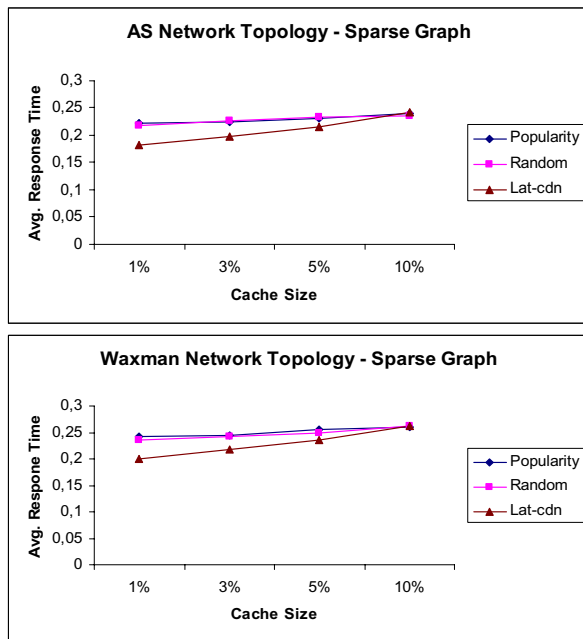 AS Network Topology - Sparse Graph
Avg. Response Time
0,3
0,25
0,2
0,15
0,1
0,05
0
1% 3% 5% 10%
Cache Size
Popularity
Random
Lat-cdn
Waxman Network Topology - Sparse Graph
Avg. Respone Time
0,3
0,25
0,2
0,15
0,1
0,05
0
1% 3% 5% 10%
Cache Size
Popularity
Random
Lat-cdn